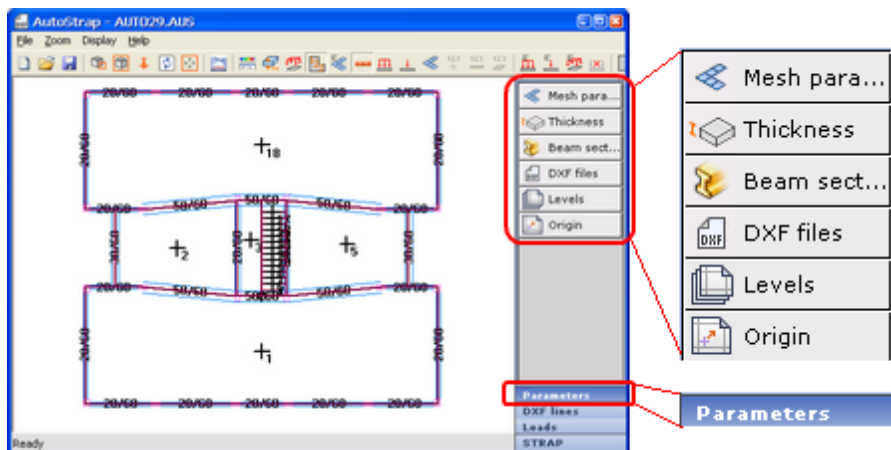 AutoStrap - AUT029.AUS
File Zoom Display Help
20/60 20/60 20/60 20/60 20/60
20/60 20/60
18
20/60 50/60 50/60 50/60 20/60
30/60 2 20/60 3 5 30/60
20/60 50/60 50/60 50/60 20/60
20/60 20/60
1
20/60 20/60 20/60 20/60 20/60
Mesh para...
Thickness
Beam sect...
DXF files
Levels
Origin
Parameters
DXF lines
Loads
STRAP
Ready
Mesh para...
Thickness
Beam sect...
DXF
DXF files
Levels
Origin
Parameters